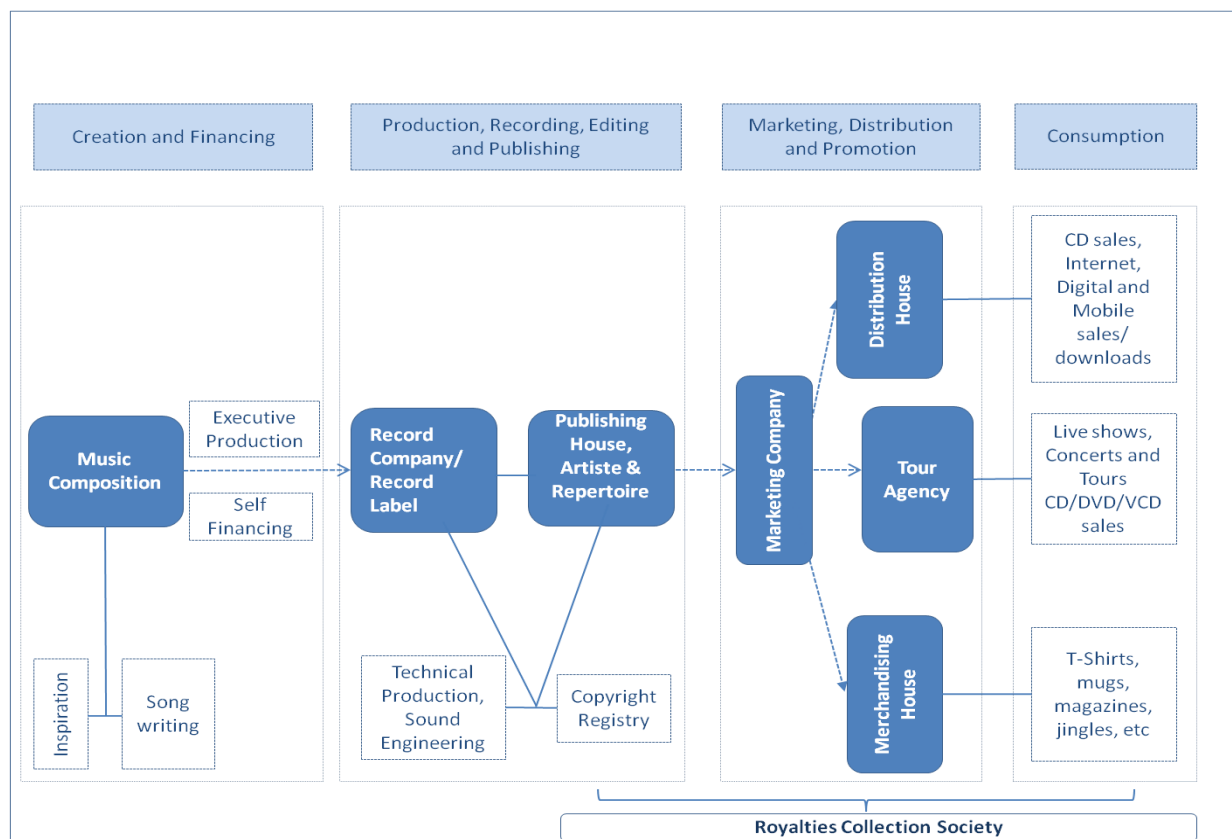 Creation and Financing
Production, Recording, Editing
and Publishing
Marketing, Distribution
and Promotion
Consumption
Music
Composition
Executive
Production
Self
Financing
Inspiration
Song
writing
Record
Company/
Record
Label
Publishing
House,
Artiste &
Repertoire
Technical
Production,
Sound
Engineering
Copyright
Registry
Marketing Company
Distribution
House
Tour
Agency
Merchandising
House
CD sales,
Internet,
Digital and
Mobile
sales/
downloads
Live shows,
Concerts and
Tours
CD/DVD/VCD
sales
T-Shirts,
mugs,
magazines,
jingles, etc
Royalties Collection Society